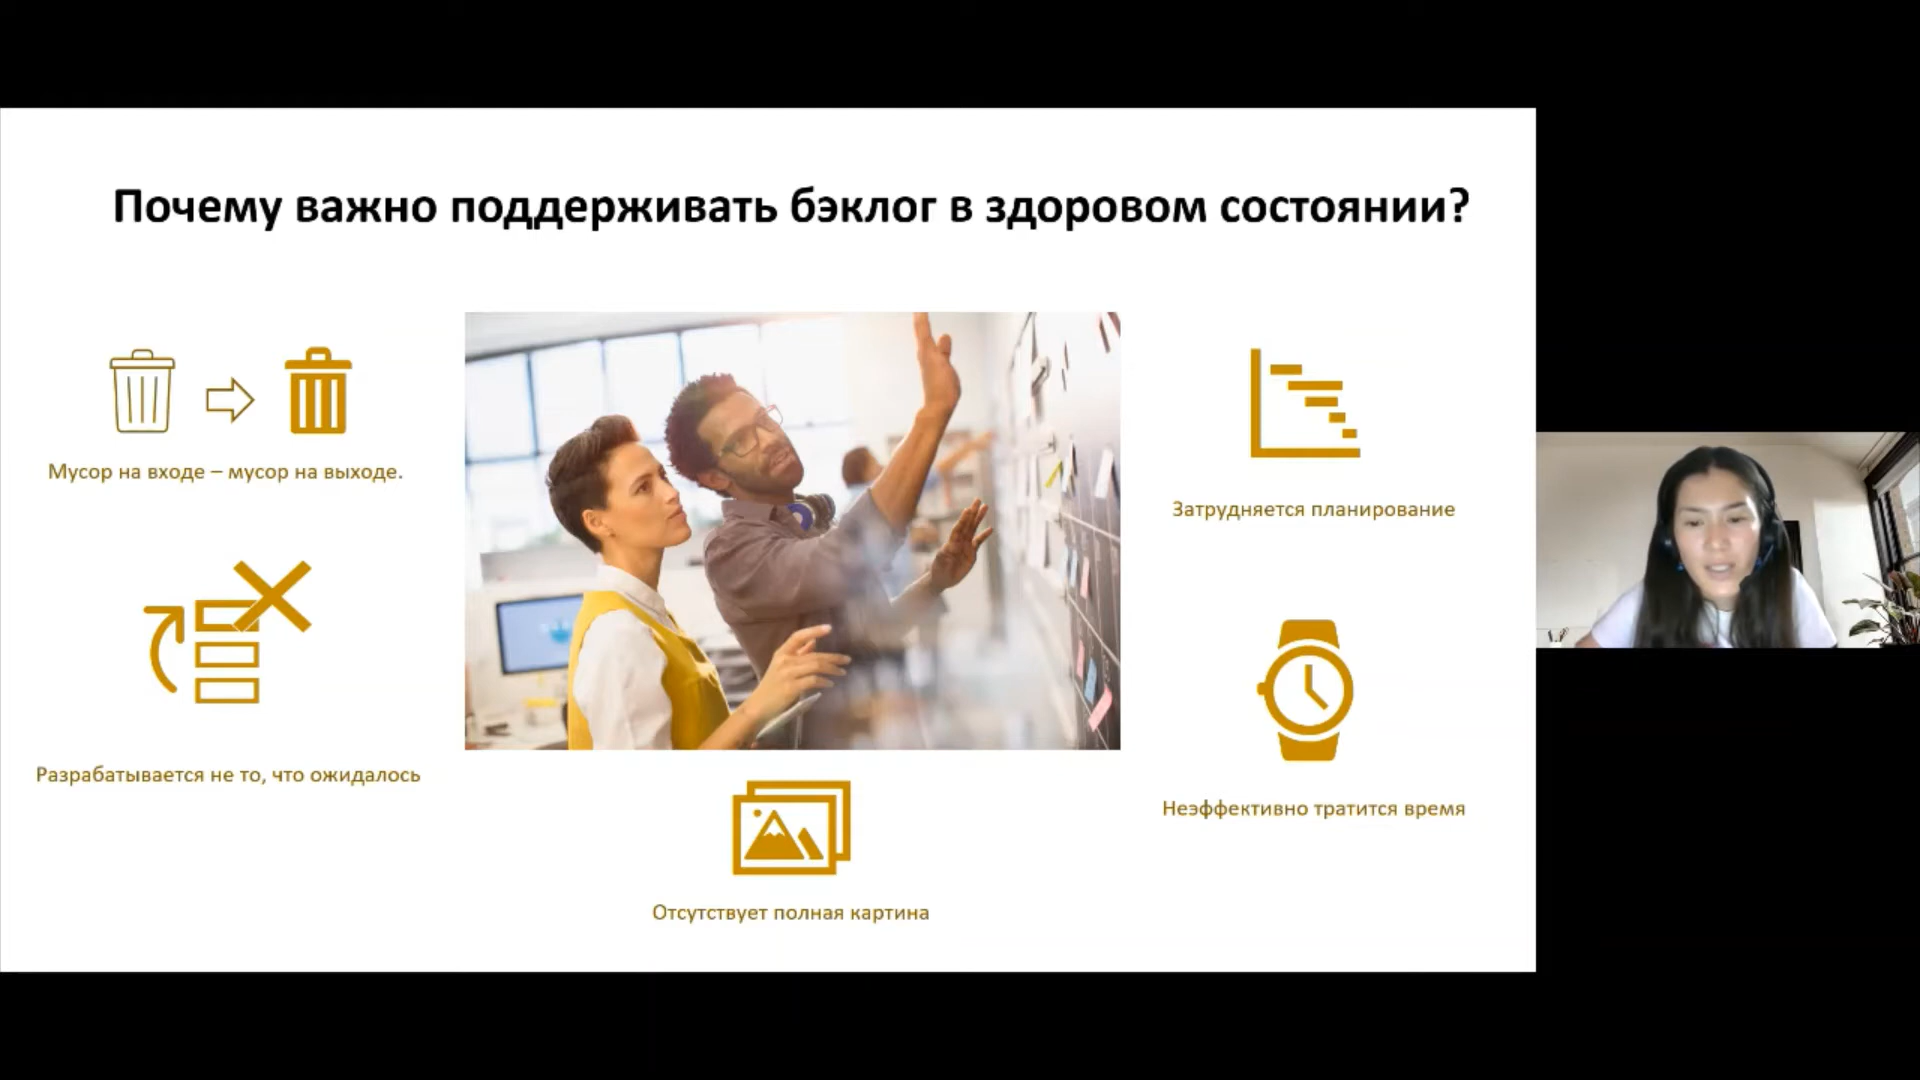 Почему важно поддерживать бэклог в здоровом состоянии?
Мусор на входе – мусор на выходе.
Затрудняется планирование
Разрабатывается не то, что ожидалось
Неэффективно тратится время
Отсутствует полная картина